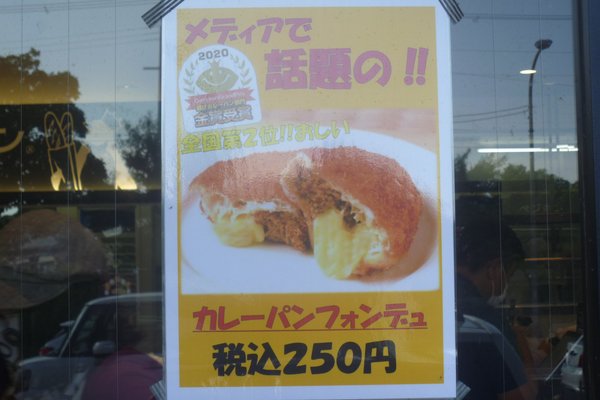 メディアで
話題の!!
2020
金賞受賞
全国第2位!!おしい
カレーパンフォンデュ
税込250円